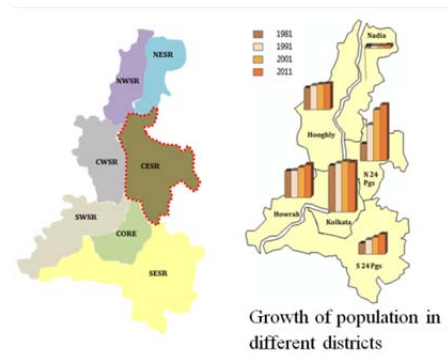 NESR
NWSR
CWSR
CESR
SWSR
CORE
SESR
1981
1991
2001
2011
Nadia
Hooghly
N 24
Pgs
Howrah
Kolkata
S 24 Pgs
Growth of population in
different districts